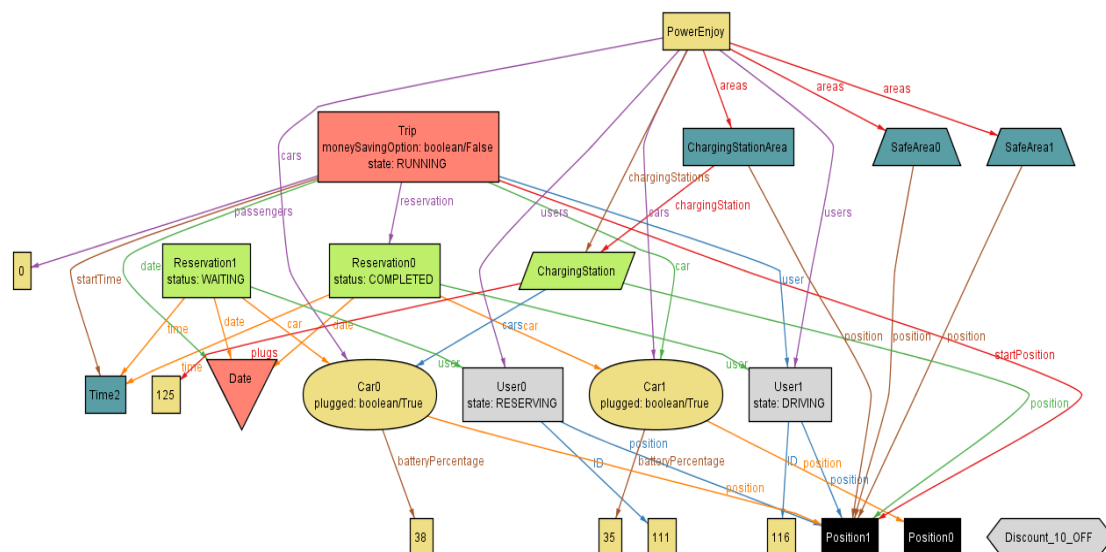 PowerEnjoy
areas
areas
areas
Trip
moneySavingOption: boolean/False
state: RUNNING
ChargingStationArea
SafeArea0
SafeArea1
cars
chargingStations
passengers
reservation
users
cars
chargingStation
users
0
Reservation1
status: WAITING
Reservation0
status: COMPLETED
date
car
ChargingStation
user
startTime
time
date
car
time
date
cars
car
position
position
position
startPosition
plugs
user
user
position
Time2
125
Date
Car0
plugged: boolean/True
User0
state: RESERVING
Car1
plugged: boolean/True
User1
state: DRIVING
batteryPercentage
position
ID
batteryPercentage
ID
position
position
position
38
35
111
116
Position1
Position0
Discount_10_OFF